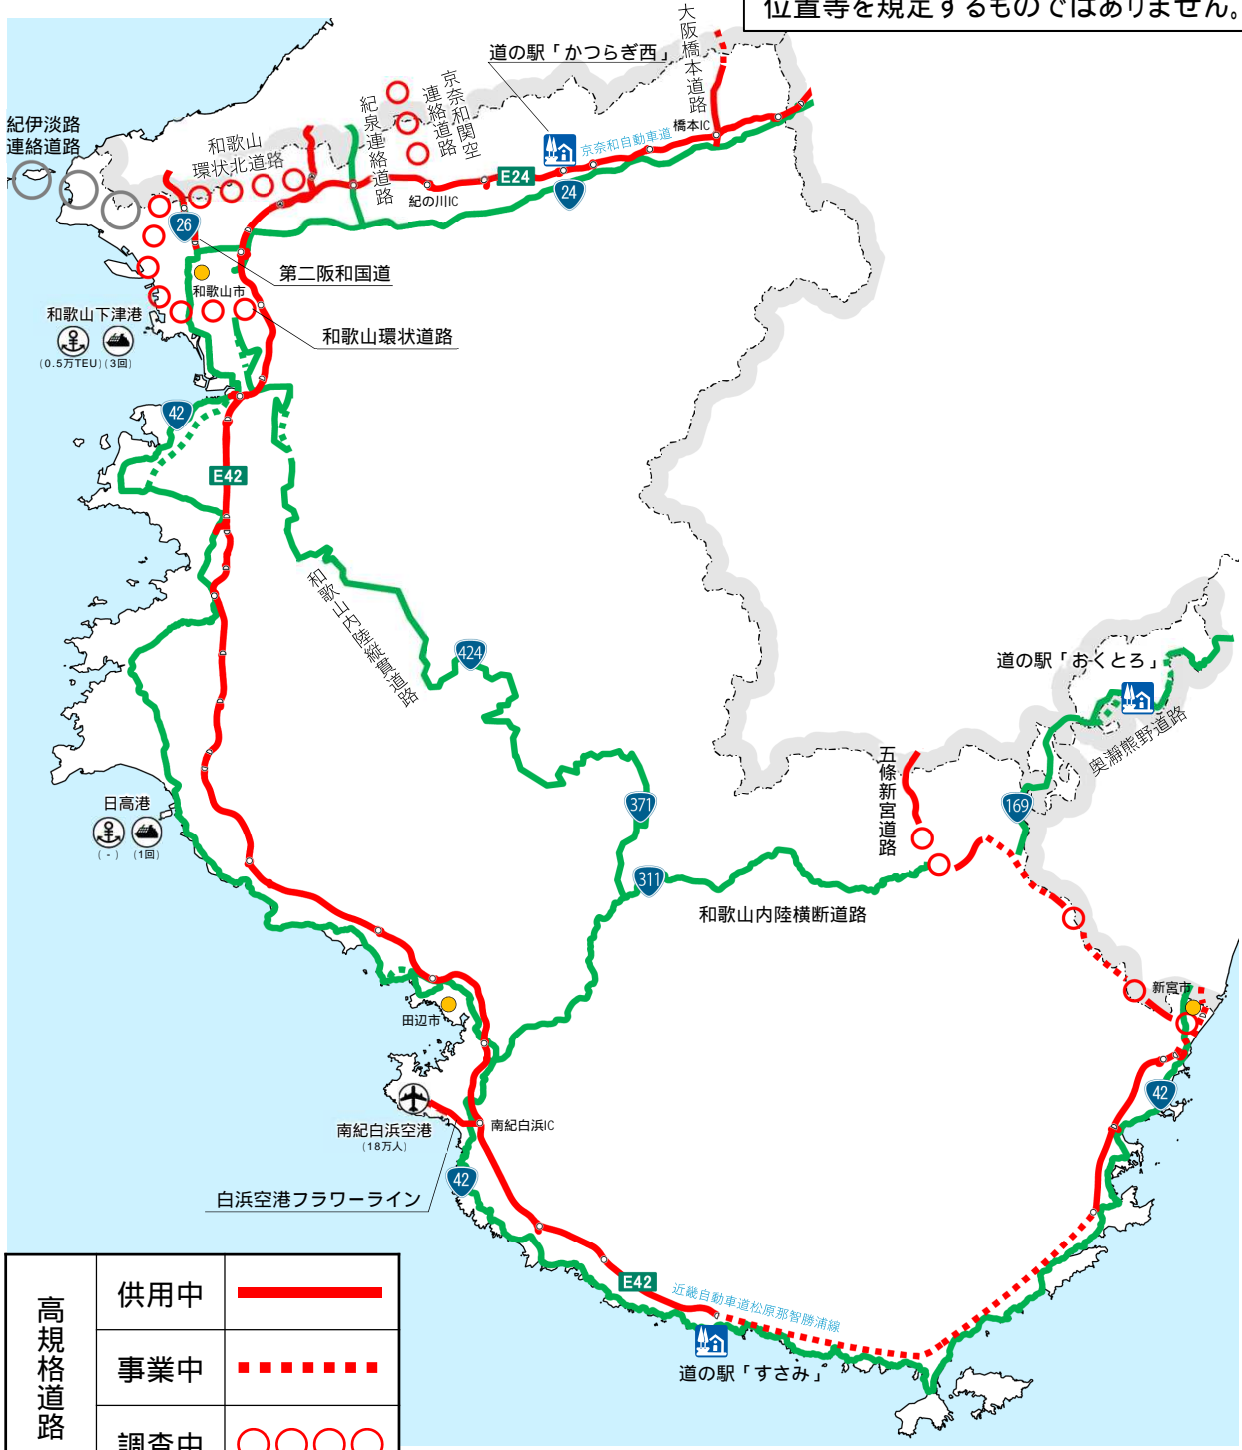 位置等を規定するものではありません。
大阪橋本道路
道の駅「かつらぎ西」
京奈和関空
連絡道路
紀泉連絡道路
紀伊淡路
連絡道路
和歌山
環状北道路
橋本IC
京奈和自動車道
E24
24
紀の川IC
26
第二阪和国道
和歌山市
和歌山下津港
(0.5万TEU)(3回)
和歌山環状道路
42
E42
和歌山内陸縦貫道路
424
道の駅「おくとろ」
奥瀞熊野道路
五條新宮道路
169
371
日高港
( - )
(1回)
311
和歌山内陸横断道路
新宮市
田辺市
42
南紀白浜空港
(18万人)
南紀白浜IC
42
白浜空港フラワーライン
E42
近畿自動車道松原那智勝浦線
道の駅「すさみ」
高規格道路
供用中
事業中
調査中